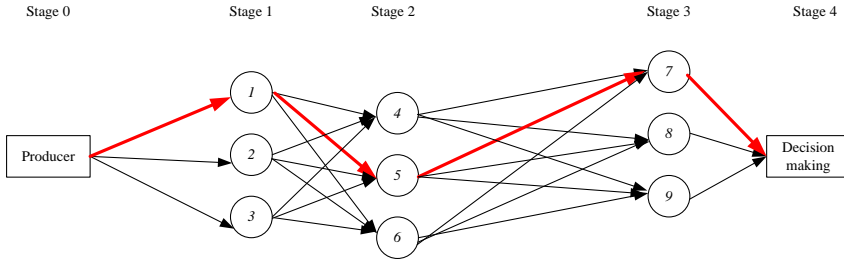 Stage 0
Stage 1
Stage 2
Stage 3
Stage 4
Producer
1
2
3
4
5
6
7
8
9
Decision
making